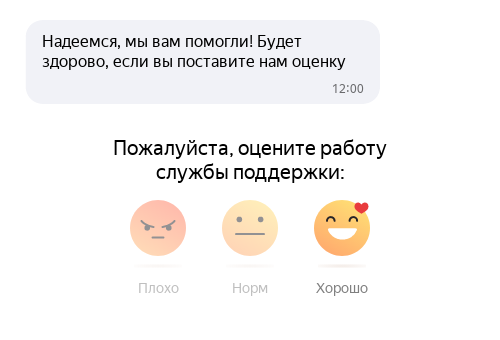 Надеемся, мы вам помогли! Будет
здорово, если вы поставите нам оценку
12:00
Пожалуйста, оцените работу
службы поддержки:
Плохо
Норм
Хорошо